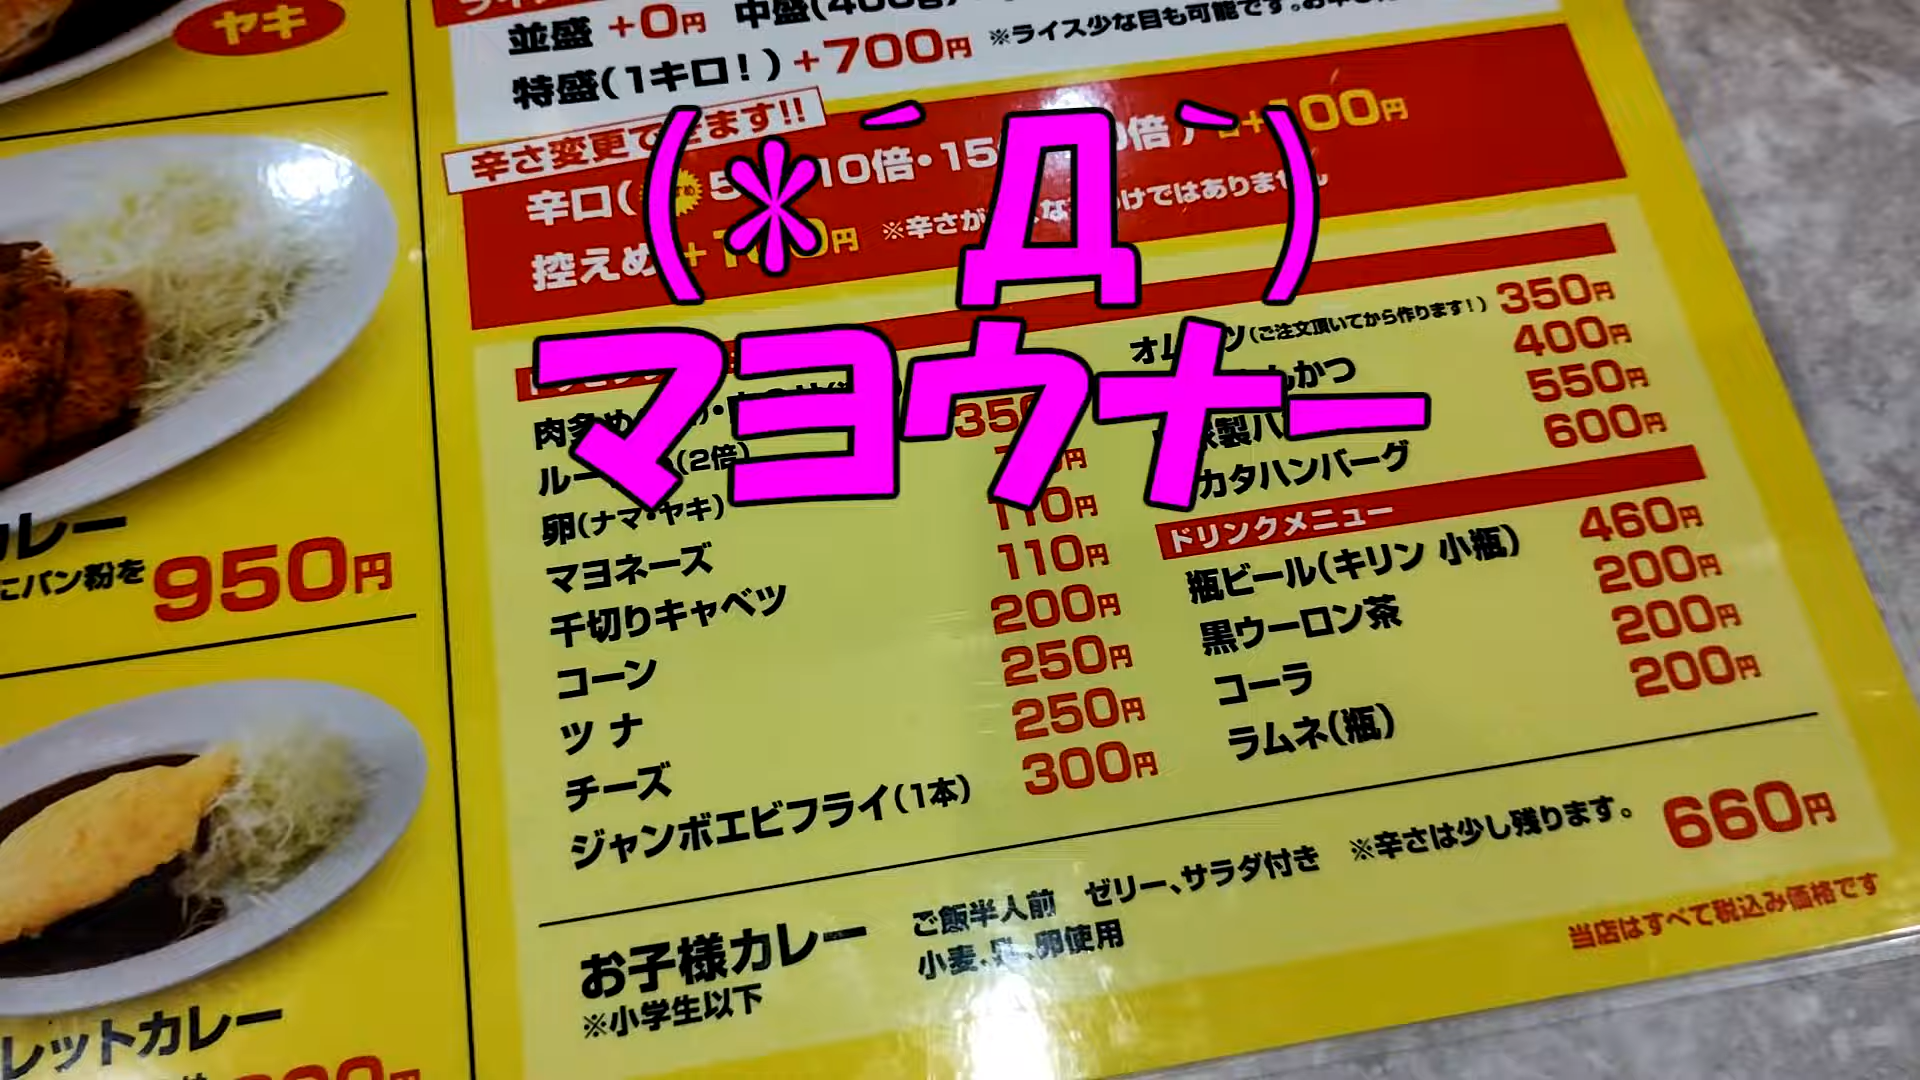 ヤキ
並盛 +0円 中盛(400g)
特盛(1キロ!)+700円 ※ライス少な目も可能です。
辛さ変更できます!!
辛口( 10倍・15 倍) +100円
控えめ 円 ※辛さが けではありません
(*´Д`)
マヨウナー
カレー
にパン粉を
950円
レットカレー
肉多め 350
ルー (2倍) 円
卵(ナマ・ヤキ) 110円
マヨネーズ 110円
千切りキャベツ 200円
コーン 250円
ツナ 250円
チーズ 300円
ジャンボエビフライ(1本)
オム ツ(ご注文頂いてから作ります!) 350円
んかつ 400円
製ハ 550円
カタハンバーグ 600円
ドリンクメニュー
瓶ビール(キリン 小瓶) 460円
黒ウーロン茶 200円
コーラ 200円
ラムネ(瓶) 200円
お子様カレー ご飯半人前 ゼリー、サラダ付き ※辛さは少し残ります。 660円
小麦、乳、卵使用
※小学生以下
当店はすべて税込み価格です